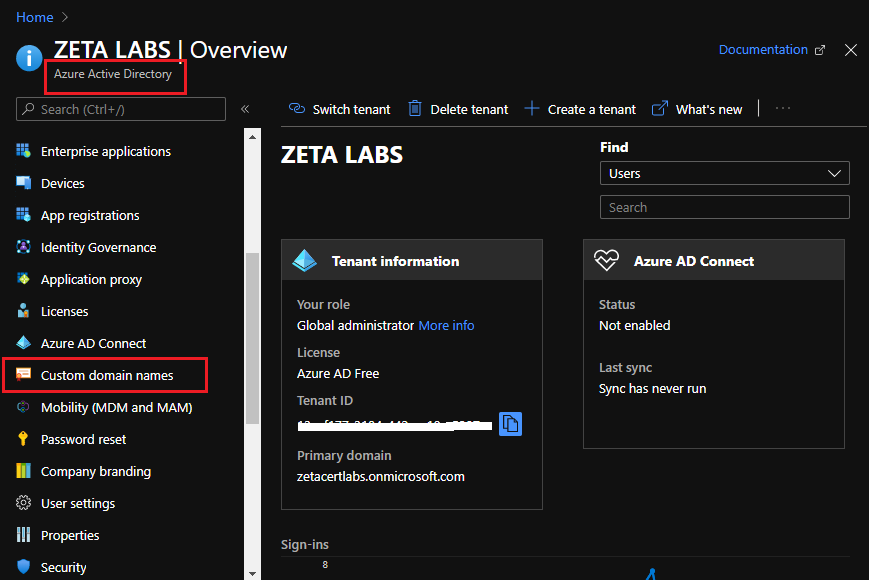 Home
ZETA LABS | Overview
Azure Active Directory
Documentation
Search (Ctrl+/)
Switch tenant
Delete tenant
Create a tenant
What's new
Enterprise applications
Devices
App registrations
Identity Governance
Application proxy
Licenses
Azure AD Connect
Custom domain names
Mobility (MDM and MAM)
Password reset
Company branding
User settings
Properties
Security
ZETA LABS
Find
Users
Search
Tenant information
Your role
Global administrator More info
License
Azure AD Free
Tenant ID
Primary domain
zetacertlabs.onmicrosoft.com
Azure AD Connect
Status
Not enabled
Last sync
Sync has never run
Sign-ins
8